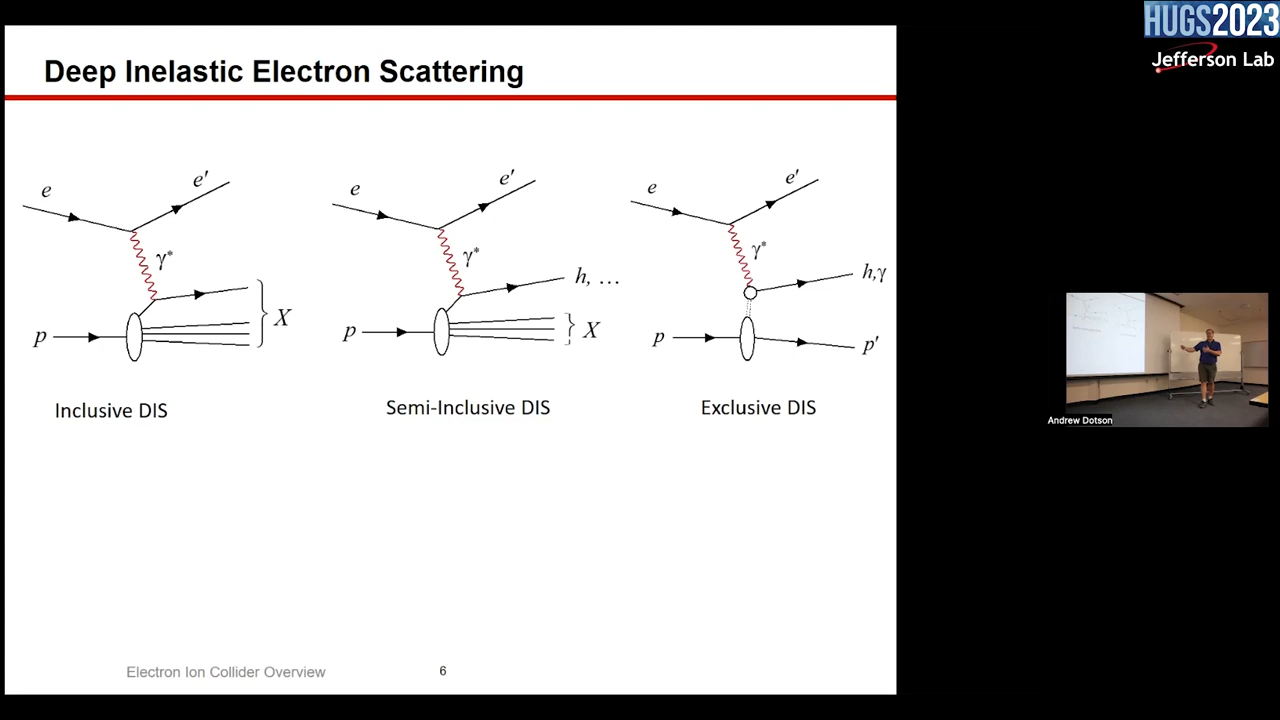 HUGS2023
Jefferson Lab
Deep Inelastic Electron Scattering
e
e′
γ*
p
X
Inclusive DIS
e
e′
γ*
h, …
p
X
Semi-Inclusive DIS
e
e′
γ*
h,γ
p
p′
Exclusive DIS
Andrew Dotson
Electron Ion Collider Overview
6